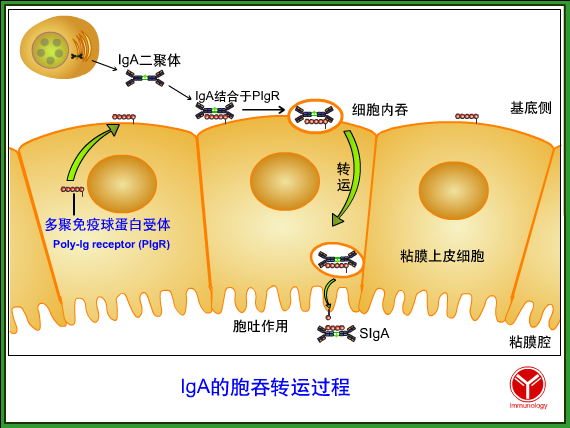 IgA二聚体
IgA结合于PIgR
细胞内吞
基底侧
转运
多聚免疫球蛋白受体
Poly-Ig receptor (PIgR)
粘膜上皮细胞
胞吐作用
SIgA
粘膜腔
IgA的胞吞转运过程
Immunology